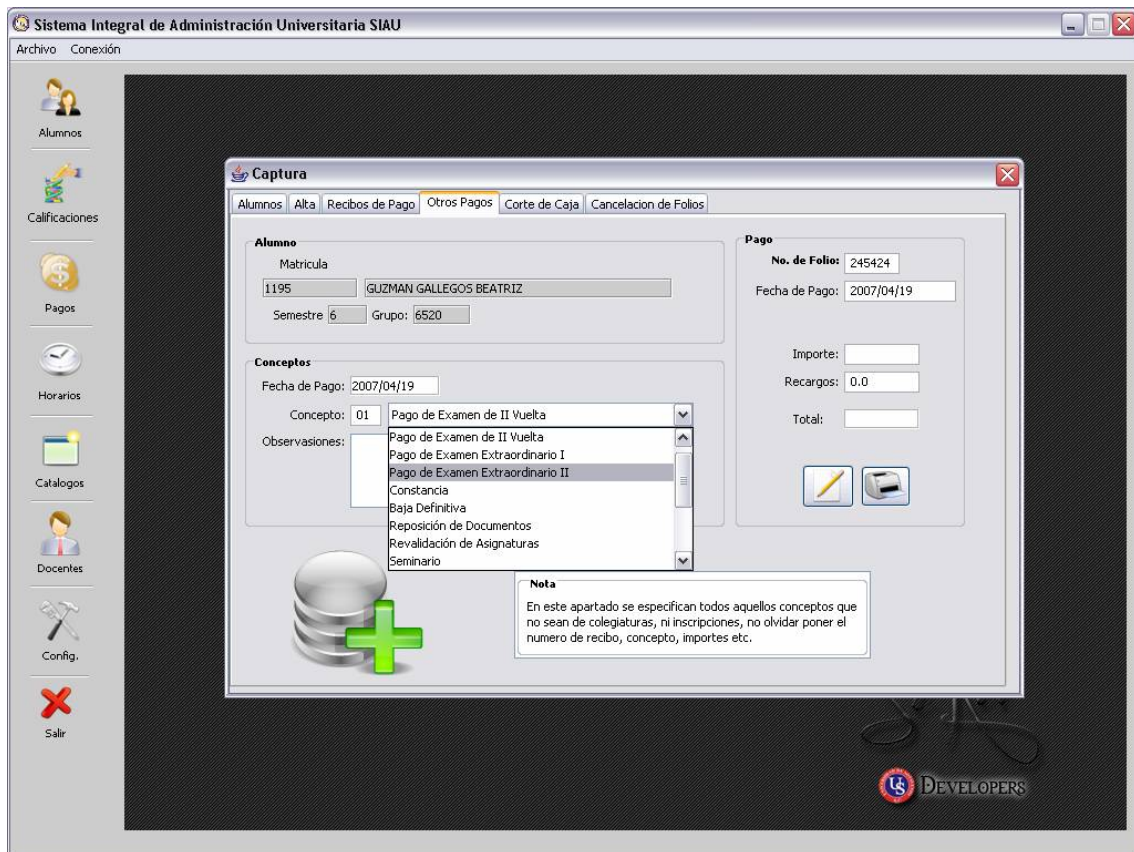 Sistema Integral de Administración Universitaria SIAU
Archivo Conexión
Alumnos
Calificaciones
Pagos
Horarios
Catalogos
Docentes
Config.
Salir
Captura
Alumnos Alta Recibos de Pago Otros Pagos Corte de Caja Cancelacion de Folios
Alumno
Matricula
1195 GUZMAN GALLEGOS BEATRIZ
Semestre 6 Grupo: 6520
Conceptos
Fecha de Pago: 2007/04/19
Concepto: 01 Pago de Examen de II Vuelta
Observasiones:
Pago de Examen de II Vuelta
Pago de Examen Extraordinario I
Pago de Examen Extraordinario II
Constancia
Baja Definitiva
Reposición de Documentos
Revalidación de Asignaturas
Seminario
Pago
No. de Folio: 245424
Fecha de Pago: 2007/04/19
Importe:
Recargos: 0.0
Total:
Nota
En este apartado se especifican todos aquellos conceptos que
no sean de colegiaturas, ni inscripciones, no olvidar poner el
numero de recibo, concepto, importes etc.
US DEVELOPERS